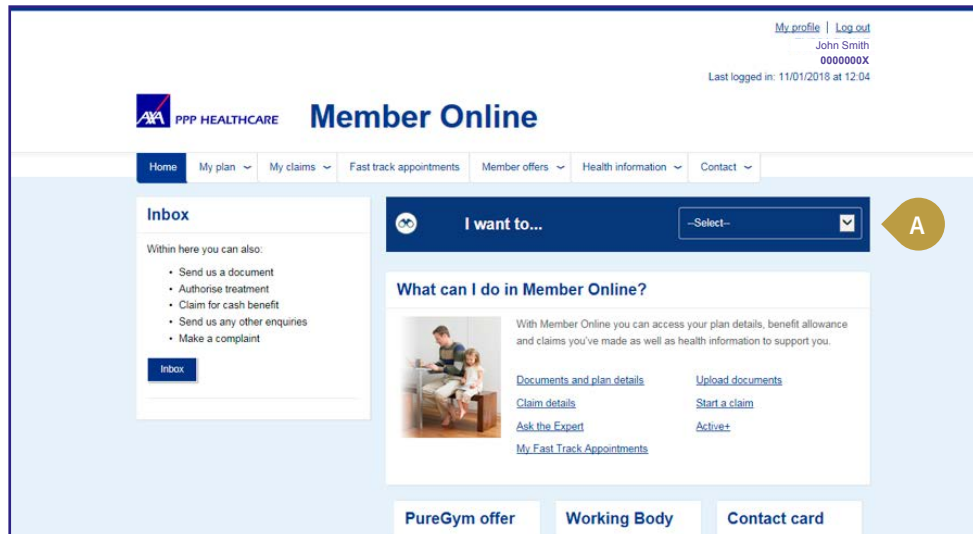 My profile | Log out
John Smith
0000000X
Last logged in: 11/01/2018 at 12:04
AXA PPP HEALTHCARE Member Online
Home My plan My claims Fast track appointments Member offers Health information Contact
Inbox
Within here you can also:
• Send us a document
• Authorise treatment
• Claim for cash benefit
• Send us any other enquiries
• Make a complaint
Inbox
I want to... --Select-- A
What can I do in Member Online?
With Member Online you can access your plan details, benefit allowance
and claims you've made as well as health information to support you.
Documents and plan details Upload documents
Claim details Start a claim
Ask the Expert Active+
My Fast Track Appointments
PureGym offer Working Body Contact card